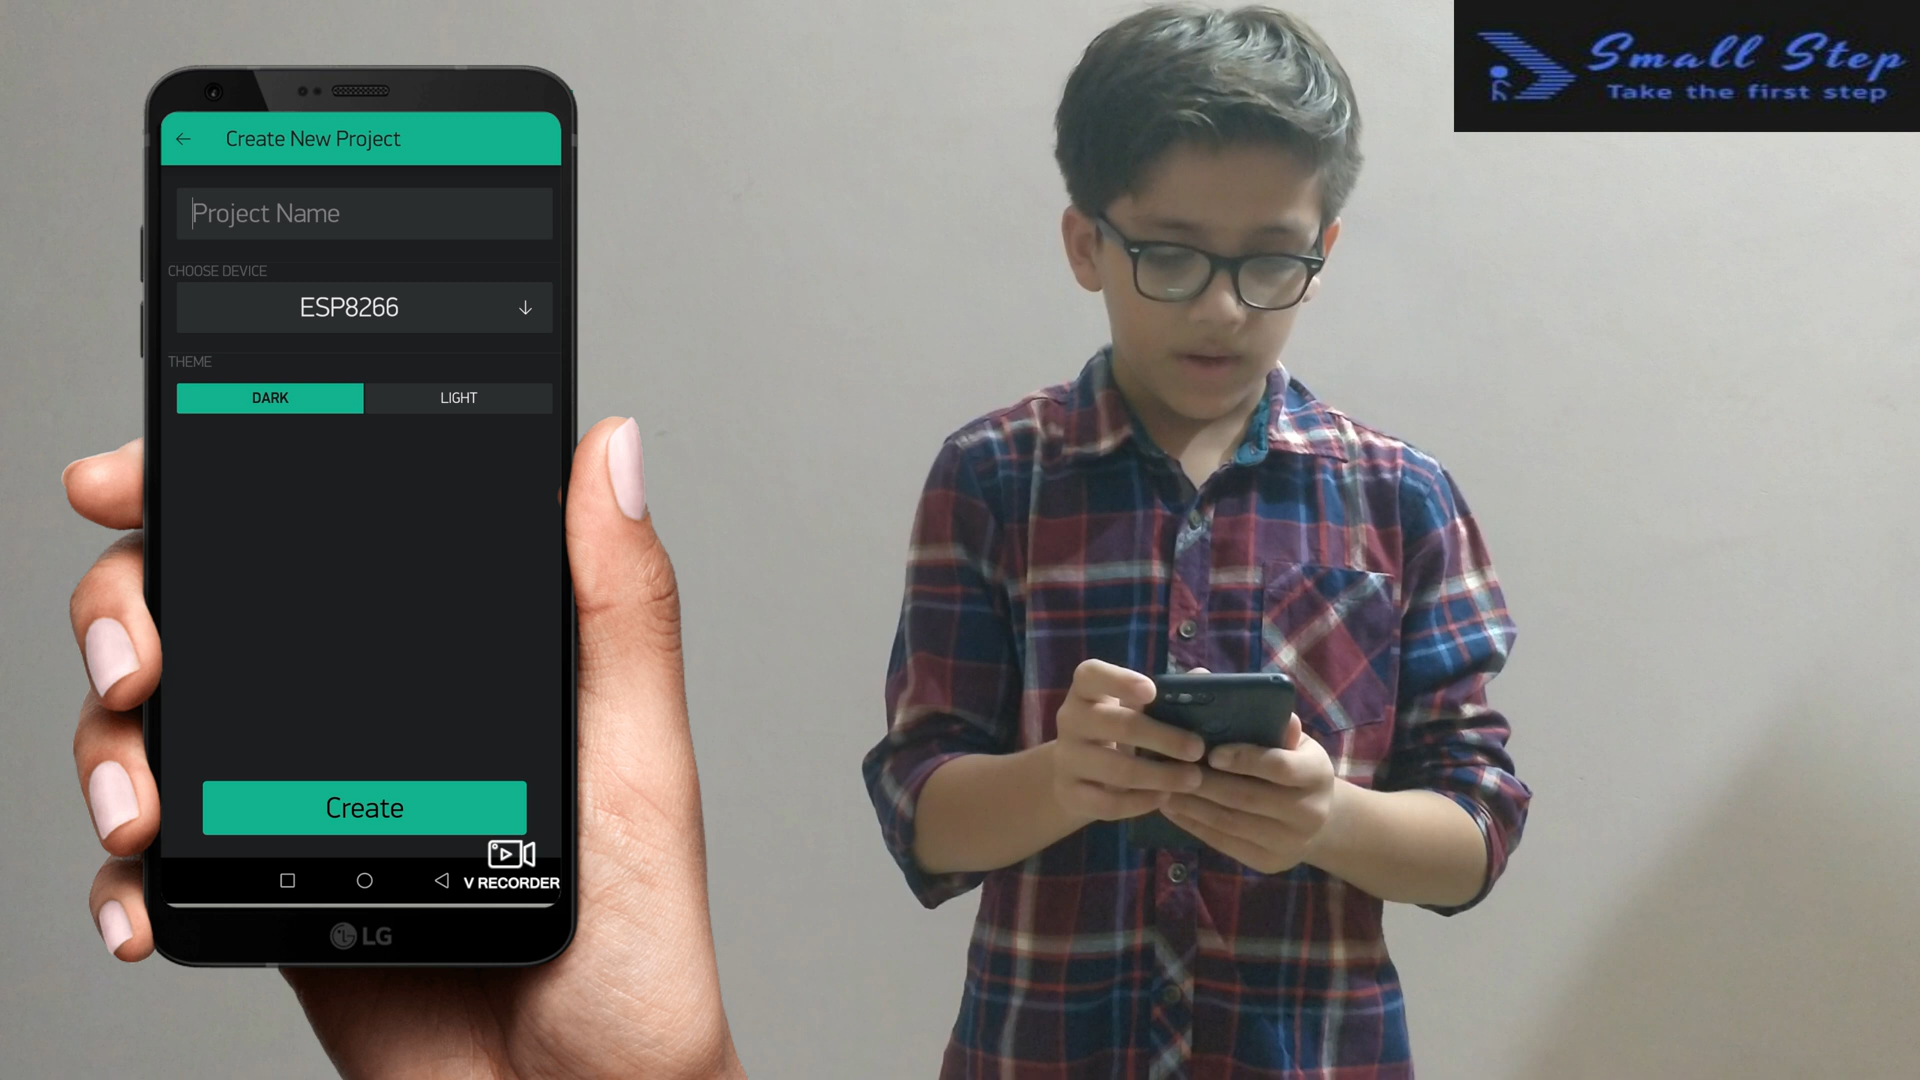 Create New Project
Project Name
CHOOSE DEVICE
ESP8266
THEME
DARK
LIGHT
Create
V RECORDER
LG
Small Step
Take the first step